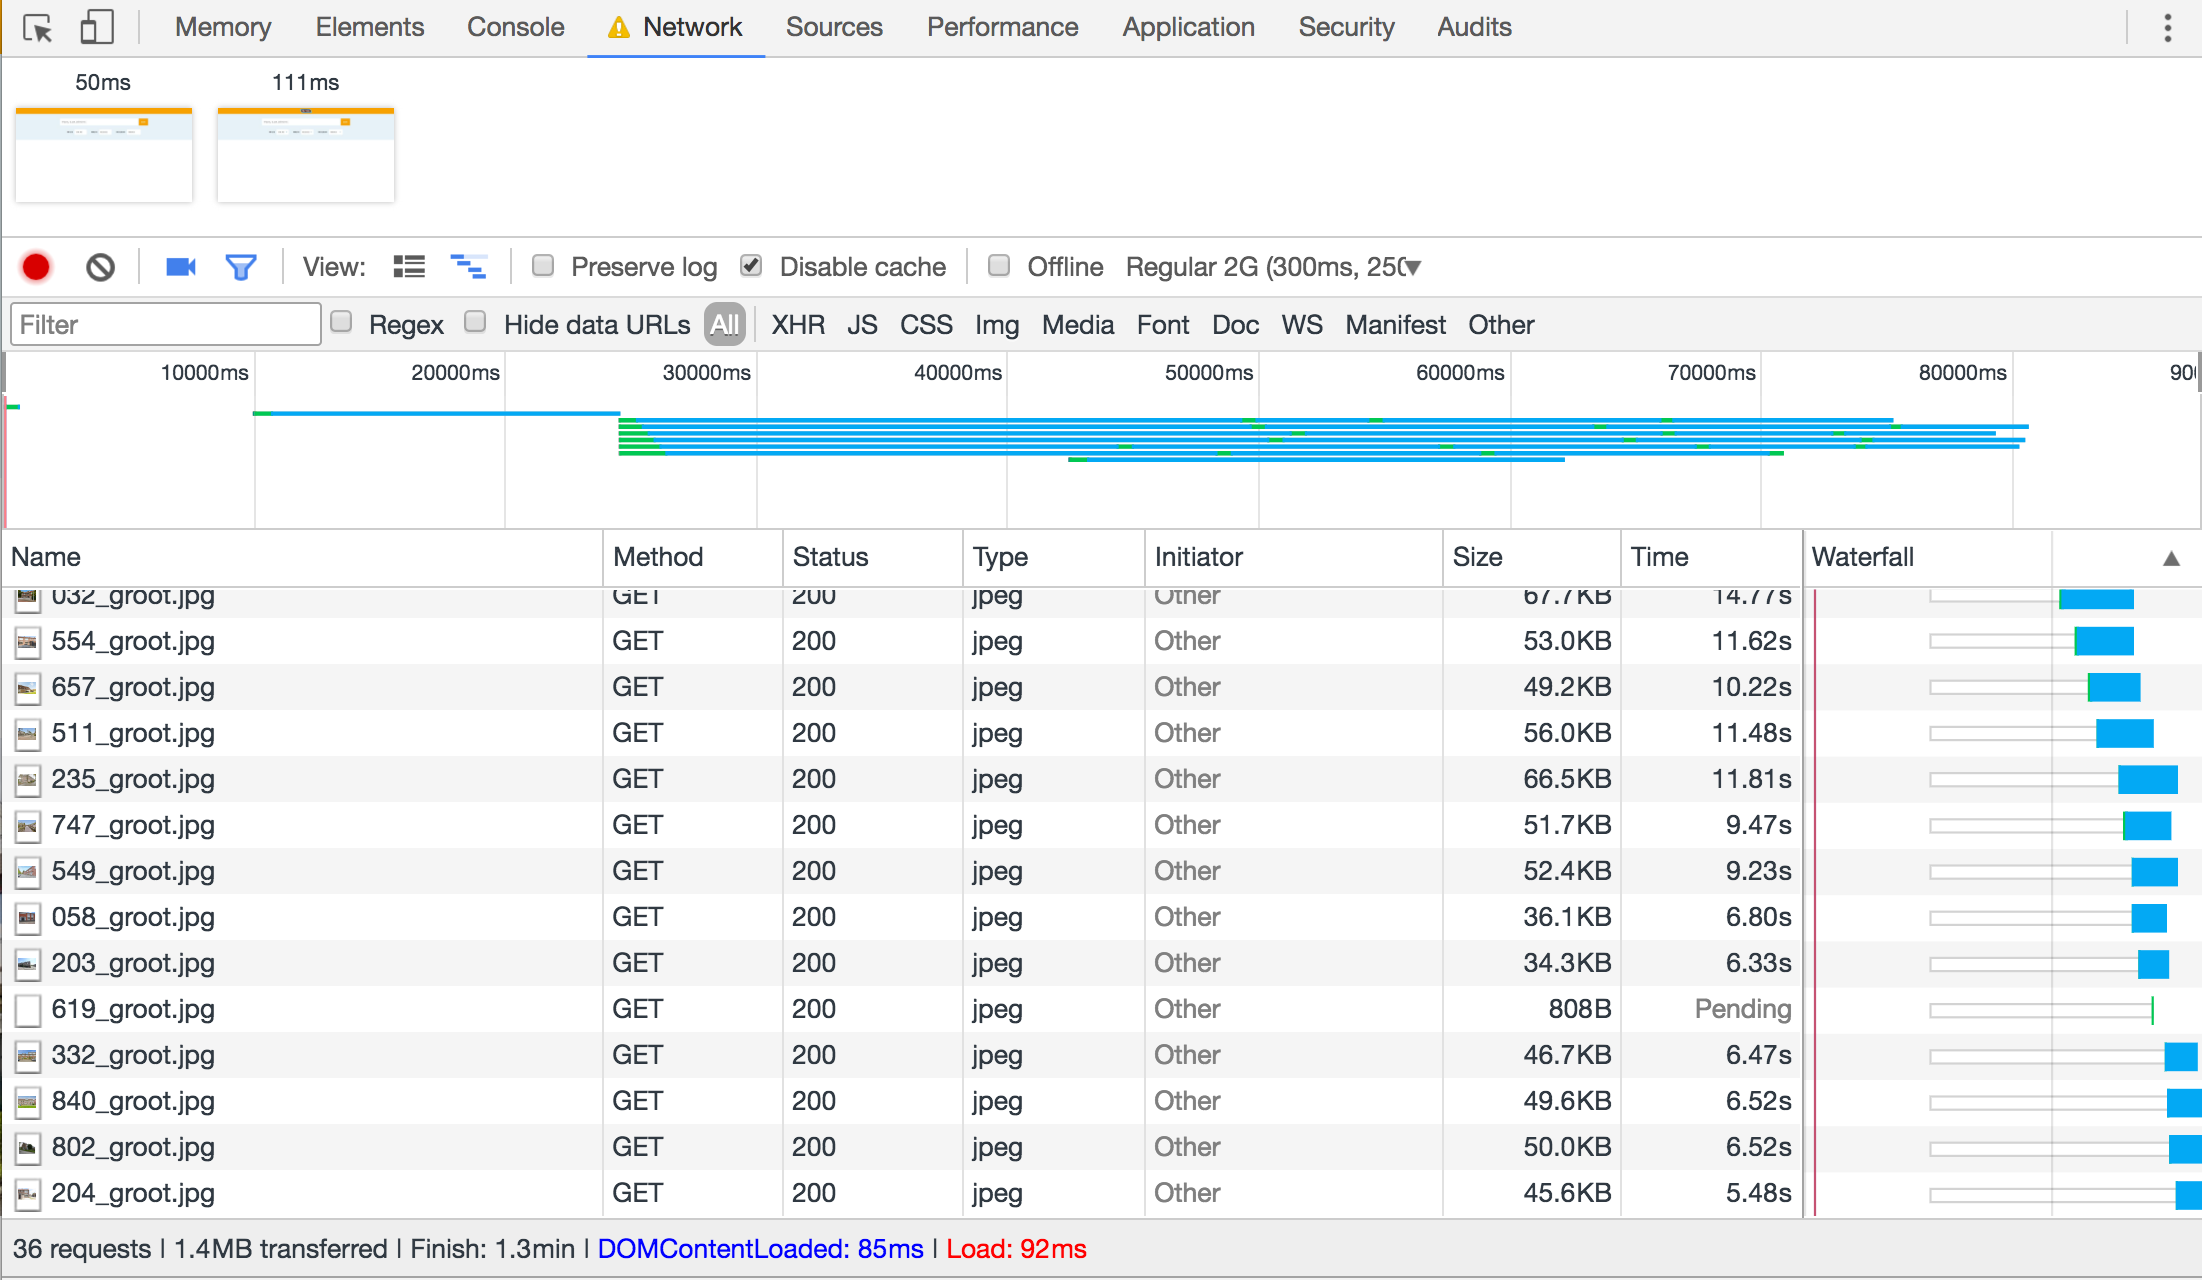 Memory Elements Console Network Sources Performance Application Security Audits
50ms 111ms
View: Preserve log Disable cache Offline Regular 2G (300ms, 250
Filter Regex Hide data URLs All XHR JS CSS Img Media Font Doc WS Manifest Other
10000ms 20000ms 30000ms 40000ms 50000ms 60000ms 70000ms 80000ms 900
Name Method Status Type Initiator Size Time Waterfall
032_groot.jpg GET 200 jpeg Other 67.7KB 14.77s
554_groot.jpg GET 200 jpeg Other 53.0KB 11.62s
657_groot.jpg GET 200 jpeg Other 49.2KB 10.22s
511_groot.jpg GET 200 jpeg Other 56.0KB 11.48s
235_groot.jpg GET 200 jpeg Other 66.5KB 11.81s
747_groot.jpg GET 200 jpeg Other 51.7KB 9.47s
549_groot.jpg GET 200 jpeg Other 52.4KB 9.23s
058_groot.jpg GET 200 jpeg Other 36.1KB 6.80s
203_groot.jpg GET 200 jpeg Other 34.3KB 6.33s
619_groot.jpg GET 200 jpeg Other 808B Pending
332_groot.jpg GET 200 jpeg Other 46.7KB 6.47s
840_groot.jpg GET 200 jpeg Other 49.6KB 6.52s
802_groot.jpg GET 200 jpeg Other 50.0KB 6.52s
204_groot.jpg GET 200 jpeg Other 45.6KB 5.48s
36 requests | 1.4MB transferred | Finish: 1.3min | DOMContentLoaded: 85ms | Load: 92ms